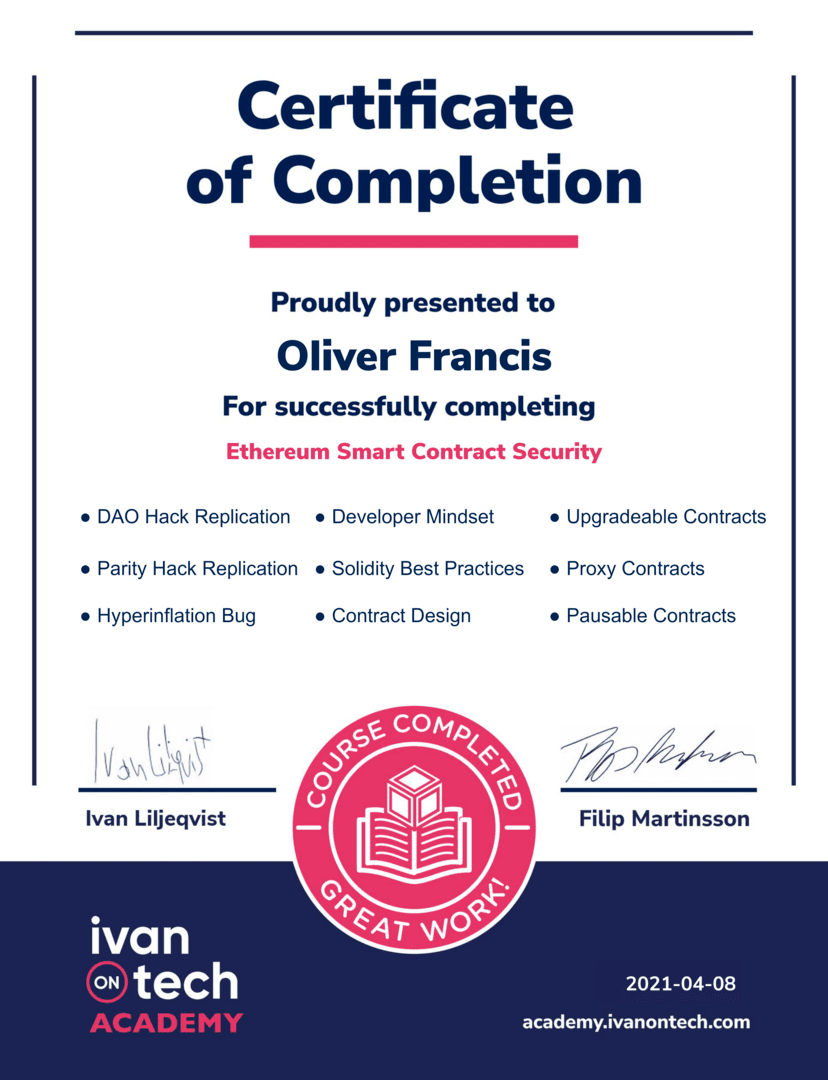 Certificate
of Completion
Proudly presented to
Oliver Francis
For successfully completing
Ethereum Smart Contract Security
● DAO Hack Replication ● Developer Mindset ● Upgradeable Contracts
● Parity Hack Replication ● Solidity Best Practices ● Proxy Contracts
● Hyperinflation Bug ● Contract Design ● Pausable Contracts
Ivan Liljeqvist
Ivan Liljeqvist
Filip Martinsson
COURSE COMPLETED
GREAT WORK!
ivan
ON tech
ACADEMY
2021-04-08
academy.ivanontech.com